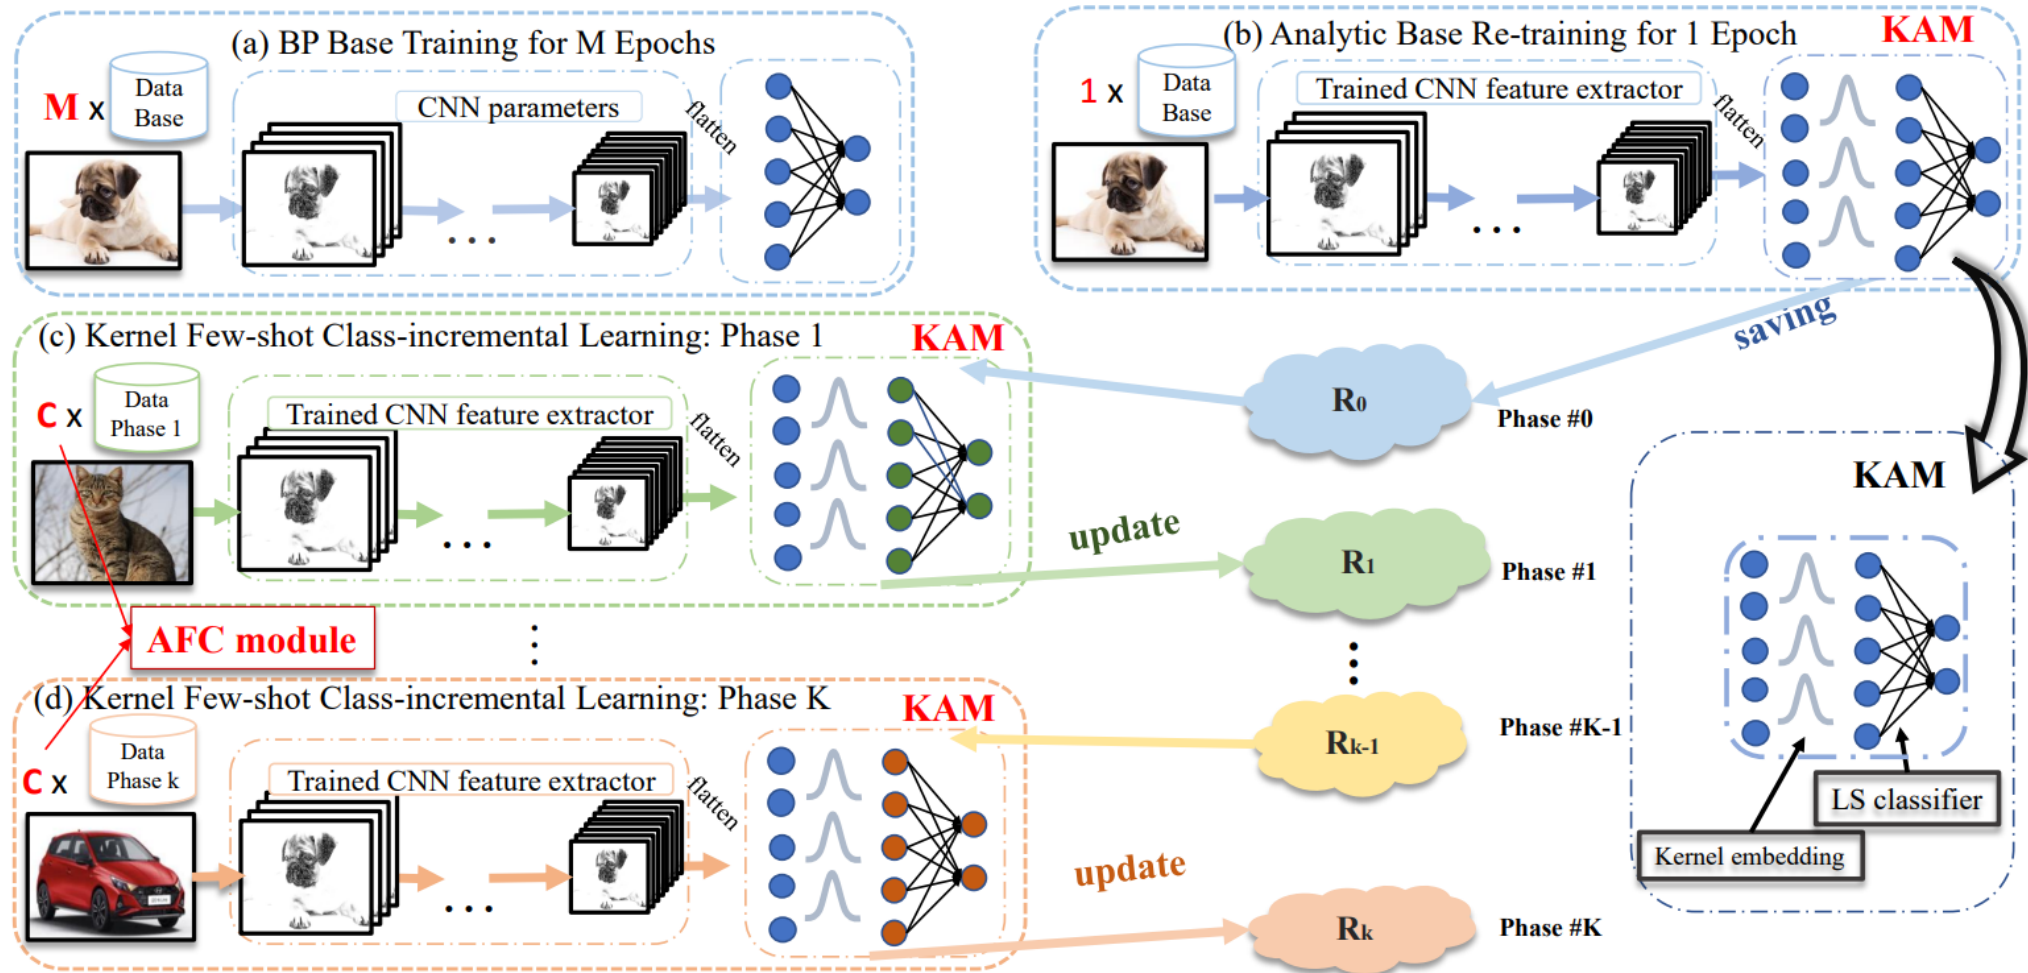 (a) BP Base Training for M Epochs
M x
Data
Base
CNN parameters
flatten
. . .
(b) Analytic Base Re-training for 1 Epoch
KAM
1 x
Data
Base
Trained CNN feature extractor
flatten
. . .
saving
(c) Kernel Few-shot Class-incremental Learning: Phase 1
KAM
C x
Data
Phase 1
Trained CNN feature extractor
flatten
. . .
R0
Phase #0
update
R1
Phase #1
AFC module
(d) Kernel Few-shot Class-incremental Learning: Phase K
KAM
C x
Data
Phase k
Trained CNN feature extractor
flatten
. . .
Rk-1
Phase #K-1
update
Rk
Phase #K
KAM
LS classifier
Kernel embedding